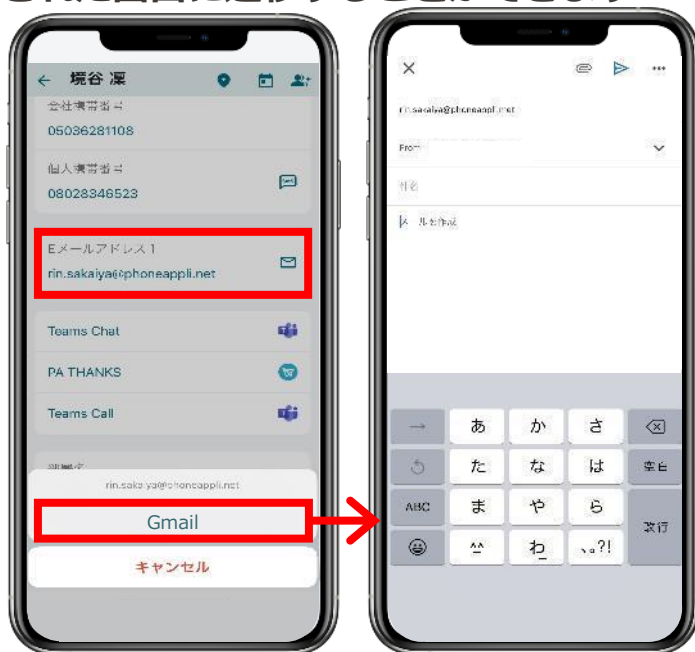 境谷 凜
会社携帯番号
05036281108
個人携帯番号
08028346523
Eメールアドレス1
rin.sakaiya@phoneappli.net
Teams Chat
PA THANKS
Teams Call
rin.sakaiya@phoneappli.net
Gmail
キャンセル
rin.sakaiya@phoneappli.net
From
件名
メールを作成
→ あ か さ
た な は 空白
ABC ま や ら 改行
^^ わ 、。?!